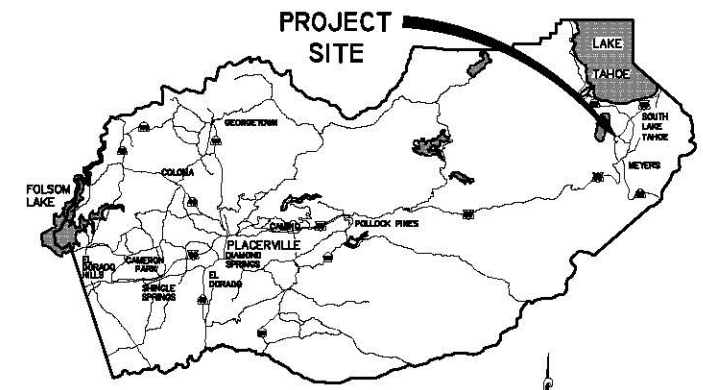 PROJECT
SITE
LAKE
TAHOE
SOUTH
LAKE
TAHOE
MEYERS
GEORGETOWN
COLOMA
FOLSOM
LAKE
CAMINO
POLLOCK PINES
PLACERVILLE
DIAMOND
SPRINGS
EL
DORADO
HILLS
CAMERON
PARK
SHINGLE
SPRINGS
EL
DORADO